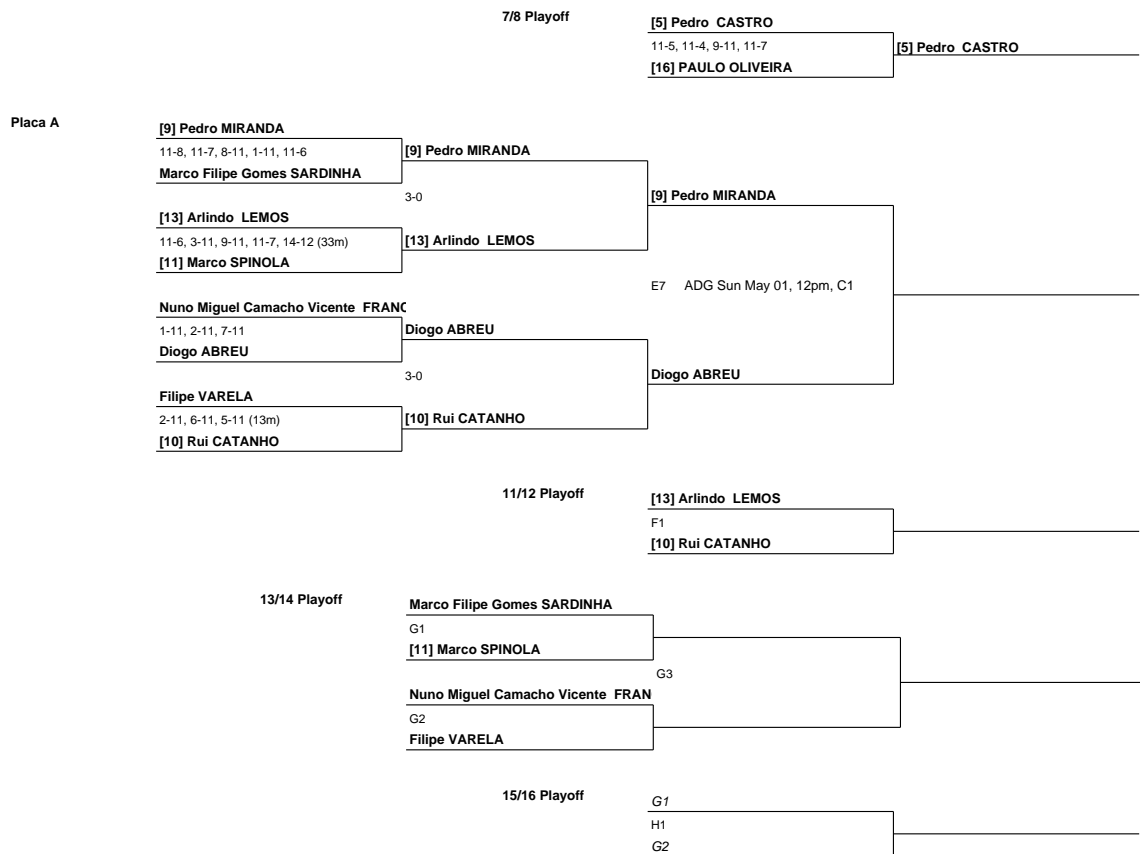 7/8 Playoff
[5] Pedro CASTRO
11-5, 11-4, 9-11, 11-7
[5] Pedro CASTRO
[16] PAULO OLIVEIRA
Placa A
[9] Pedro MIRANDA
11-8, 11-7, 8-11, 1-11, 11-6
[9] Pedro MIRANDA
Marco Filipe Gomes SARDINHA
3-0
[9] Pedro MIRANDA
[13] Arlindo LEMOS
11-6, 3-11, 9-11, 11-7, 14-12 (33m)
[13] Arlindo LEMOS
[11] Marco SPINOLA
E7 ADG Sun May 01, 12pm, C1
Nuno Miguel Camacho Vicente FRANC
1-11, 2-11, 7-11
Diogo ABREU
Diogo ABREU
3-0
Diogo ABREU
Filipe VARELA
2-11, 6-11, 5-11 (13m)
[10] Rui CATANHO
[10] Rui CATANHO
11/12 Playoff
[13] Arlindo LEMOS
F1
[10] Rui CATANHO
13/14 Playoff
Marco Filipe Gomes SARDINHA
G1
[11] Marco SPINOLA
G3
Nuno Miguel Camacho Vicente FRAN
G2
Filipe VARELA
15/16 Playoff
G1
H1
G2